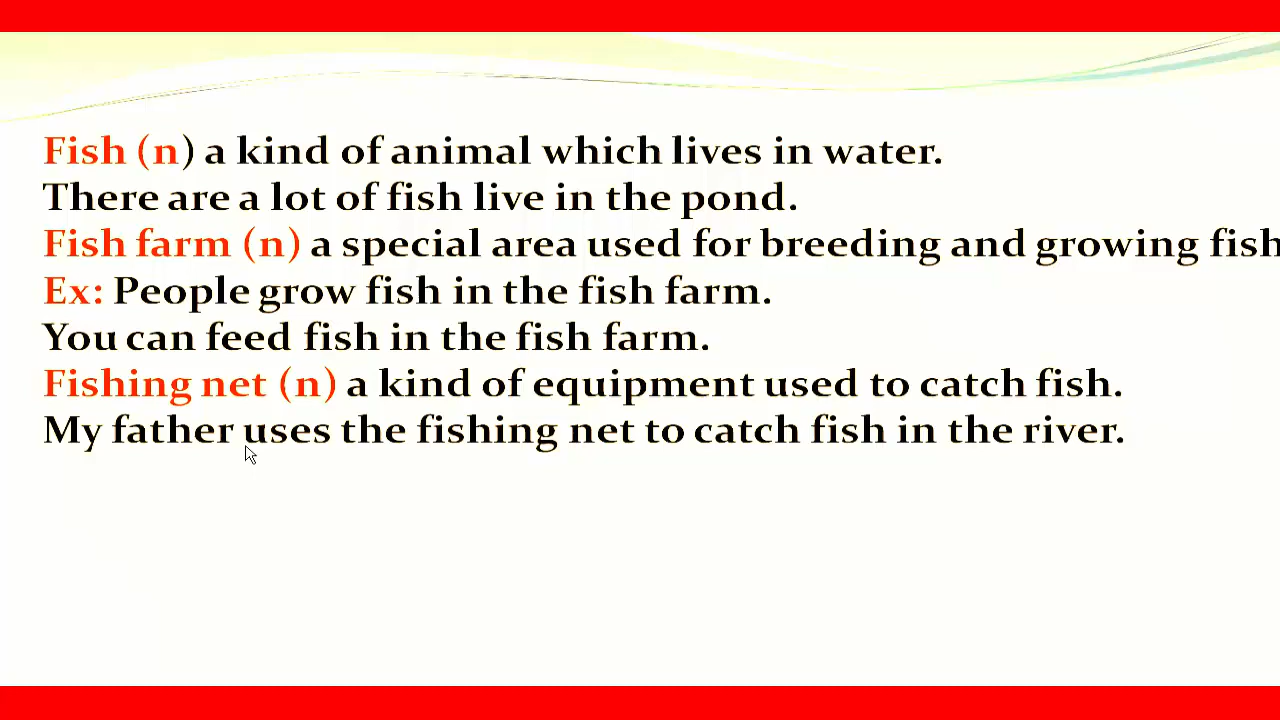 Fish (n) a kind of animal which lives in water.
There are a lot of fish live in the pond.
Fish farm (n) a special area used for breeding and growing fish
Ex: People grow fish in the fish farm.
You can feed fish in the fish farm.
Fishing net (n) a kind of equipment used to catch fish.
My father uses the fishing net to catch fish in the river.